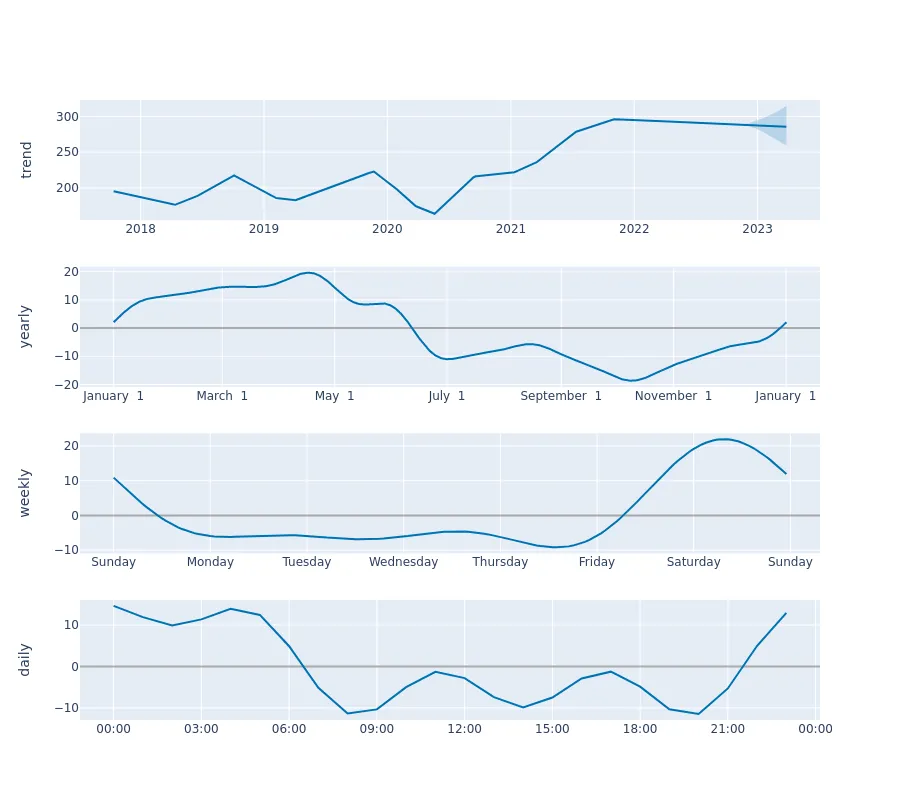 trend
300
250
200
2018 2019 2020 2021 2022 2023
yearly
20
10
0
−10
−20
January 1 March 1 May 1 July 1 September 1 November 1 January 1
weekly
20
10
0
−10
Sunday Monday Tuesday Wednesday Thursday Friday Saturday Sunday
daily
10
0
−10
00:00 03:00 06:00 09:00 12:00 15:00 18:00 21:00 00:00